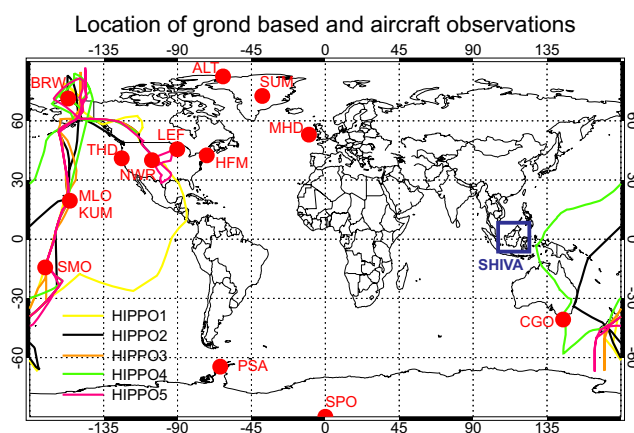 Location of grond based and aircraft observations
-135 -90 -45 0 45 90 135
ALT
BRW
SUM
60 60
MHD
LEF
THD
HFM
NWR
30 30
MLO
KUM
0 0
SHIVA
SMO
-30 -30
HIPPO1
CGO
HIPPO2
HIPPO3
-60 -60
PSA
HIPPO4
HIPPO5
SPO
-135 -90 -45 0 45 90 135